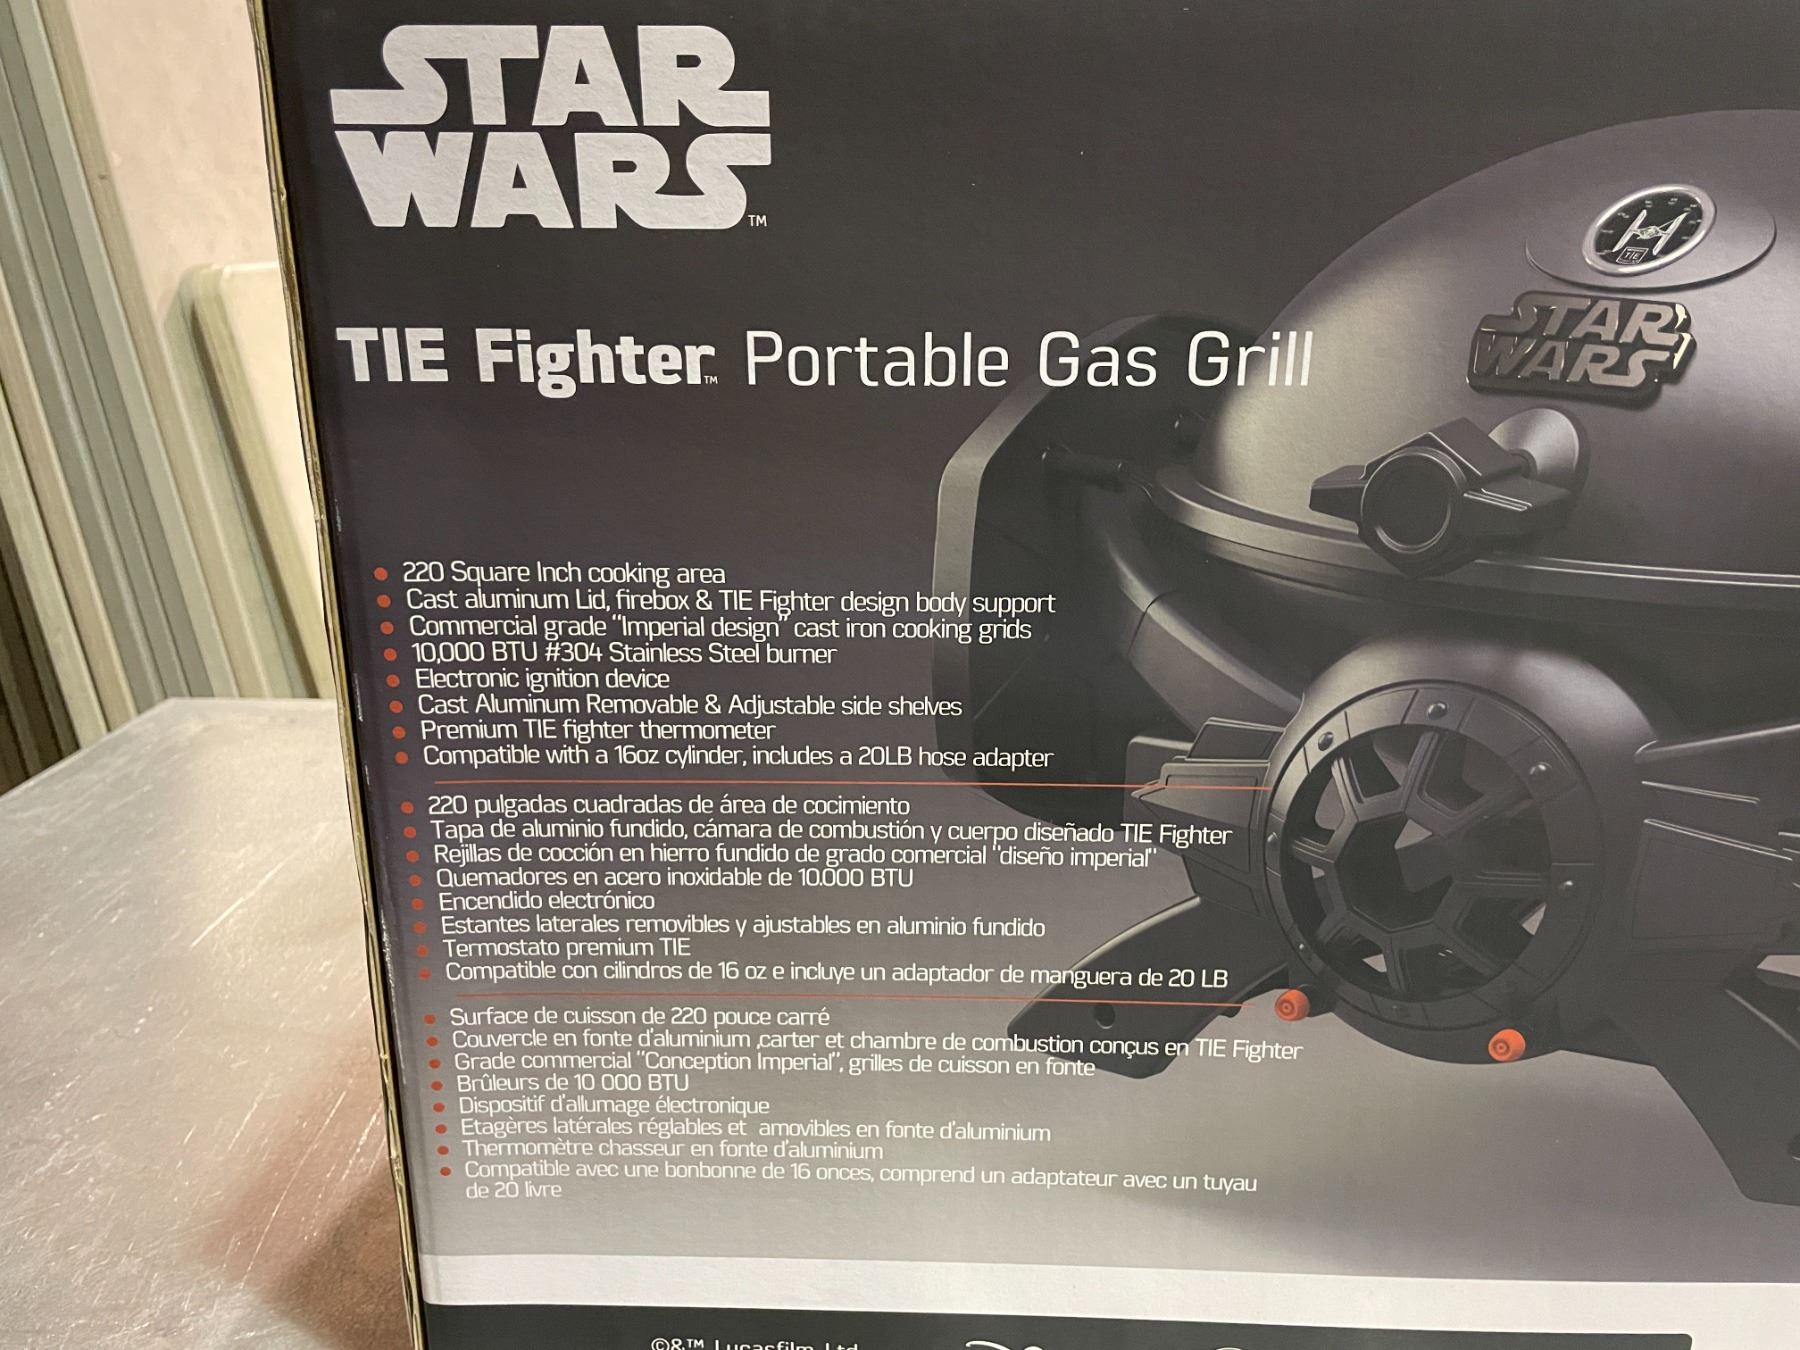 STAR
WARS™
TIE Fighter™ Portable Gas Grill
TIE
STAR
WARS
220 Square Inch cooking area
Cast aluminum Lid, firebox & TIE Fighter design body support
Commercial grade "Imperial design" cast iron cooking grids
10,000 BTU #304 Stainless Steel burner
Electronic ignition device
Cast Aluminum Removable & Adjustable side shelves
Premium TIE fighter thermometer
Compatible with a 16oz cylinder, includes a 20LB hose adapter
220 pulgadas cuadradas de área de cocimiento
Tapa de aluminio fundido, cámara de combustión y cuerpo diseñado TIE Fighter
Rejillas de cocción en hierro fundido de grado comercial "diseño imperial"
Quemadores en acero inoxidable de 10.000 BTU
Encendido electrónico
Estantes laterales removibles y ajustables en aluminio fundido
Termostato premium TIE
Compatible con cilindros de 16 oz e incluye un adaptador de manguera de 20 LB
Surface de cuisson de 220 pouce carré
Couvercle en fonte d'aluminium ,carter et chambre de combustion conçus en TIE Fighter
Grade commercial "Conception Imperial", grilles de cuisson en fonte
Brûleurs de 10 000 BTU
Dispositif d'allumage électronique
Etagères latérales réglables et amovibles en fonte d'aluminium
Thermomètre chasseur en fonte d'aluminium
Compatible avec une bonbonne de 16 onces, comprend un adaptateur avec un tuyau
de 20 livre
©&™ Lucasfilm Ltd